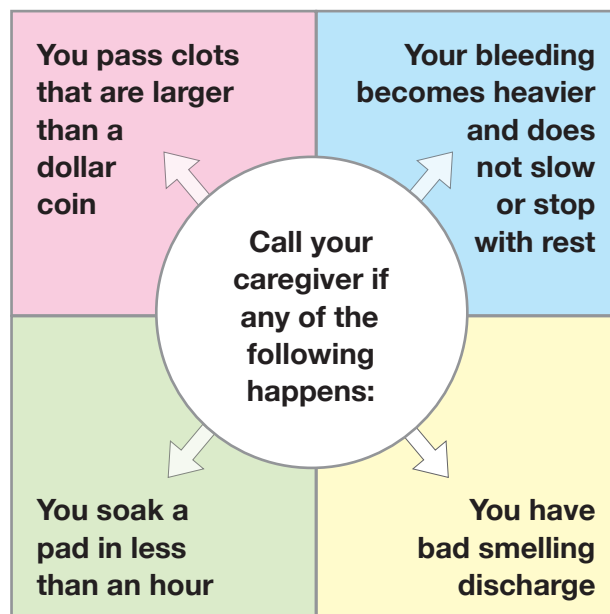 You pass clots
that are larger
than a
dollar
coin
Your bleeding
becomes heavier
and does
not slow
or stop
with rest
Call your
caregiver if
any of the
following
happens:
You soak a
pad in less
than an hour
You have
bad smelling
discharge